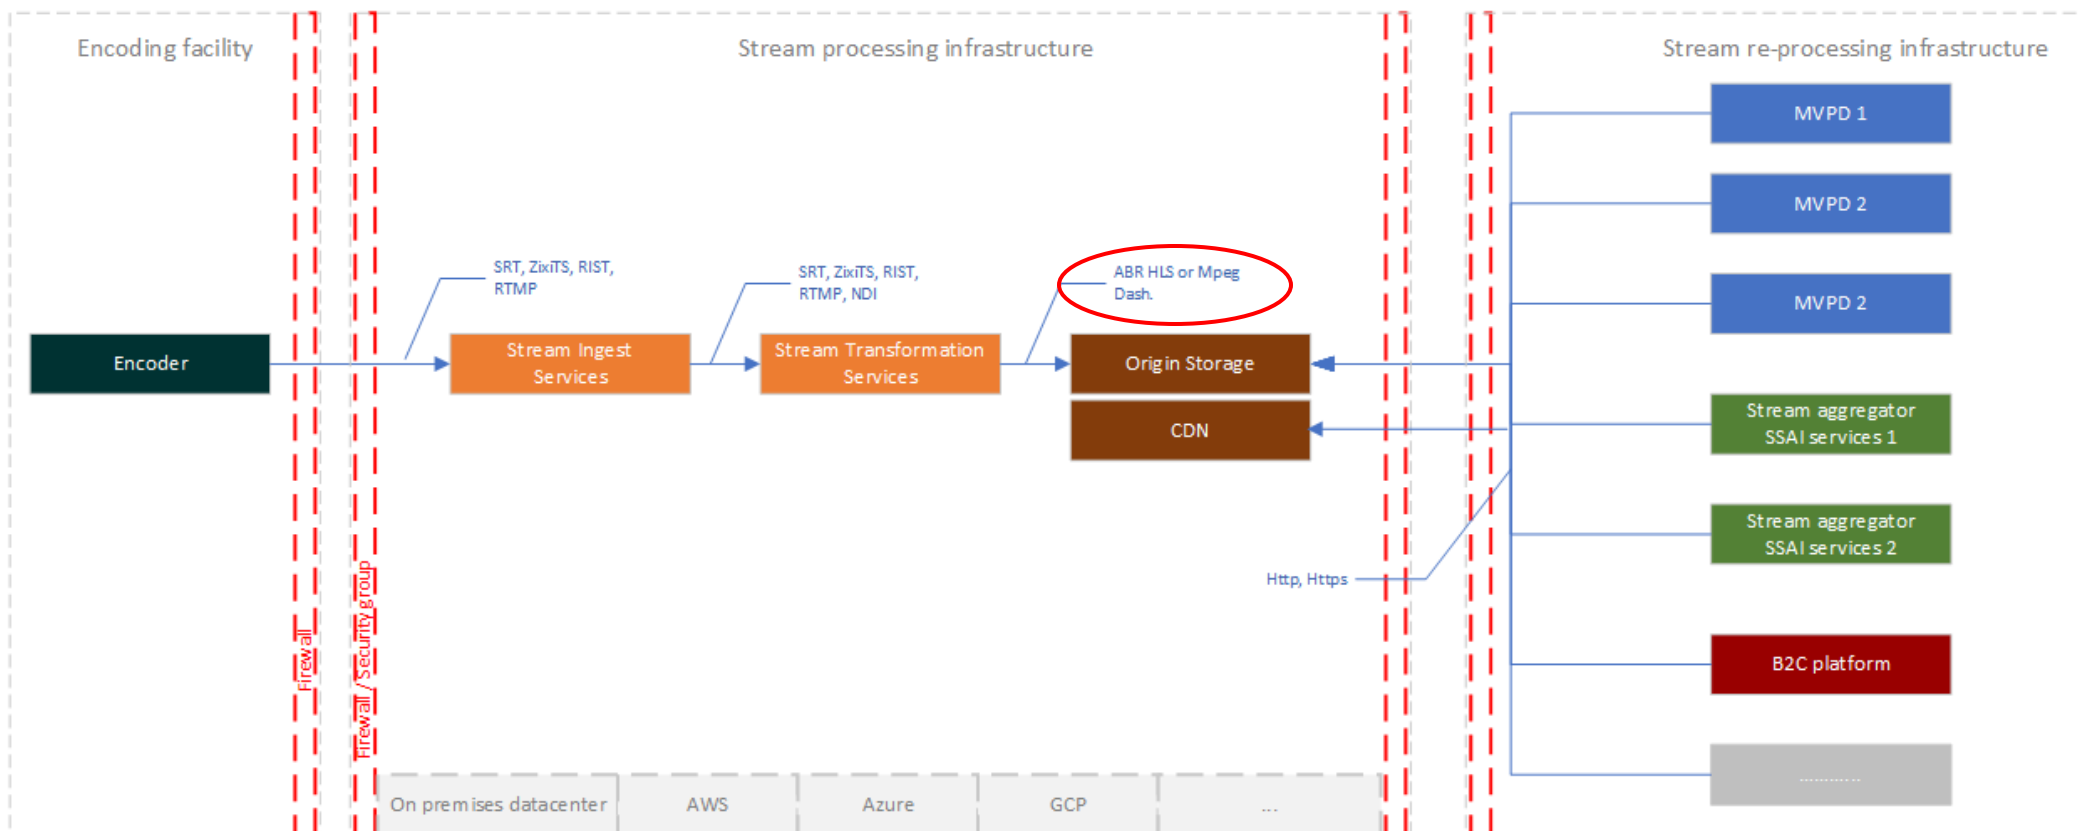 Encoding facility
Stream processing infrastructure
Stream re-processing infrastructure
MVPD 1
MVPD 2
MVPD 2
SRT, ZixiTS, RIST,
RTMP
SRT, ZixiTS, RIST,
RTMP, NDI
ABR HLS or Mpeg
Dash.
Encoder
Stream Ingest
Services
Stream Transformation
Services
Origin Storage
CDN
Stream aggregator
SSAI services 1
Stream aggregator
SSAI services 2
Http, Https
B2C platform
...........
Firewall
Firewall / Security group
On premises datacenter
AWS
Azure
GCP
...